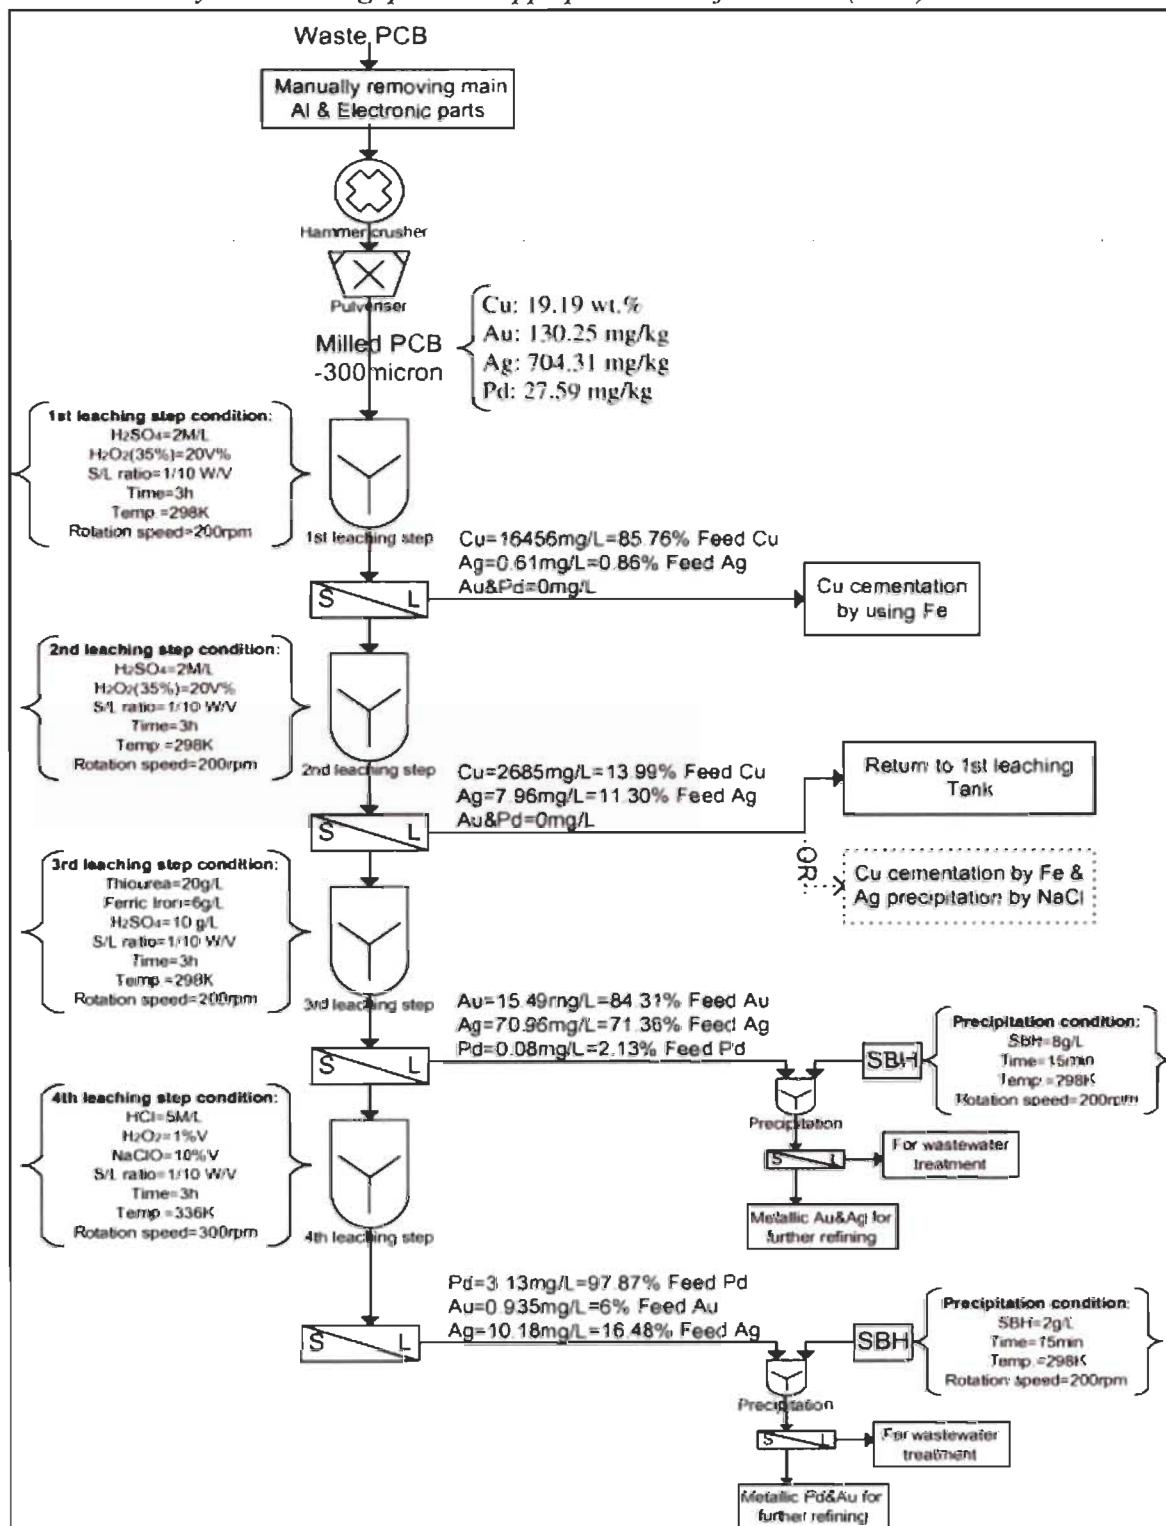 Waste PCB
Manually removing main
Al & Electronic parts
Hammer crusher
Pulveriser
Milled PCB
-300micron
Cu: 19.19 wt.%
Au: 130.25 mg/kg
Ag: 704.31 mg/kg
Pd: 27.59 mg/kg
1st leaching step condition:
H2SO4=2M/L
H2O2(35%)=20V%
S/L ratio=1/10 W/V
Time=3h
Temp.=298K
Rotation speed=200rpm
1st leaching step
Cu=16456mg/L=85.76% Feed Cu
Ag=0.61mg/L=0.86% Feed Ag
Au&Pd=0mg/L
S L
Cu cementation
by using Fe
2nd leaching step condition:
H2SO4=2M/L
H2O2(35%)=20V%
S/L ratio=1/10 W/V
Time=3h
Temp.=298K
Rotation speed=200rpm
2nd leaching step
Cu=2685mg/L=13.99% Feed Cu
Ag=7.96mg/L=11.30% Feed Ag
Au&Pd=0mg/L
S L
Return to 1st leaching
Tank
OR
Cu cementation by Fe &
Ag precipitation by NaCl
3rd leaching step condition:
Thiourea=20g/L
Ferric Iron=6g/L
H2SO4=10 g/L
S/L ratio=1/10 W/V
Time=3h
Temp.=298K
Rotation speed=200rpm
3rd leaching step
Au=15.49mg/L=84.31% Feed Au
Ag=70.96mg/L=71.36% Feed Ag
Pd=0.08mg/L=2.13% Feed Pd
S L
SBH
Precipitation condition:
SBH=8g/L
Time=15min
Temp.=298K
Rotation speed=200rpm
Precipitation
S L
For wastewater
treatment
Metallic Au&Ag for
further refining
4th leaching step condition:
HCl=5M/L
H2O2=1%V
NaClO=10%V
S/L ratio=1/10 W/V
Time=3h
Temp.=336K
Rotation speed=300rpm
4th leaching step
Pd=3.13mg/L=97.87% Feed Pd
Au=0.935mg/L=6% Feed Au
Ag=10.18mg/L=16.48% Feed Ag
S L
SBH
Precipitation condition:
SBH=2g/L
Time=15min
Temp.=298K
Rotation speed=200rpm
Precipitation
S L
For wastewater
treatment
Metallic Pd&Au for
further refining